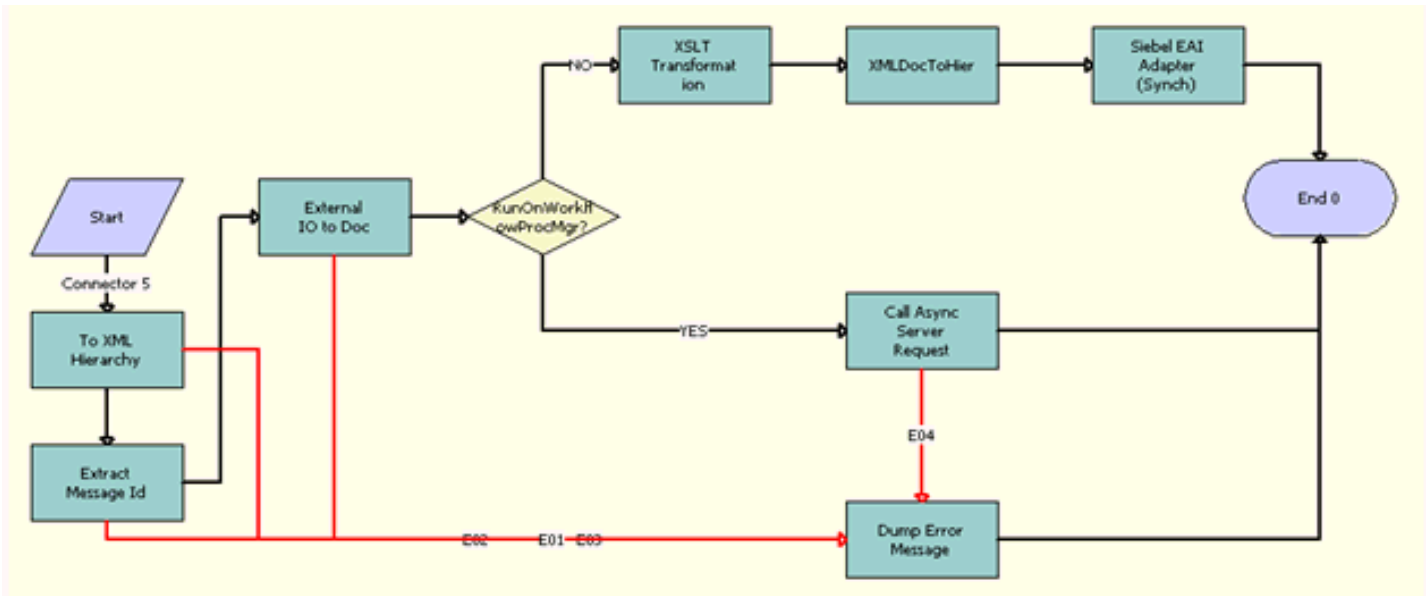 XSLT
Transformat
ion
NO
XMLDocToHier
Siebel EAI
Adapter
(Synch)
Start
External
IO to Doc
RunOnWorkfl
owProcMgr?
End 0
Connector 5
To XML
Hierarchy
YES
Call Async
Server
Request
E04
Extract
Message Id
E02 E01 E03
Dump Error
Message